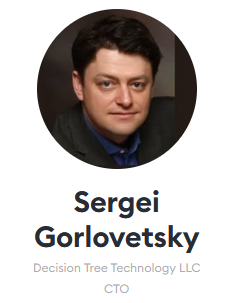 Sergei
Gorlovetsky
Decision Tree Technology LLC
CTO